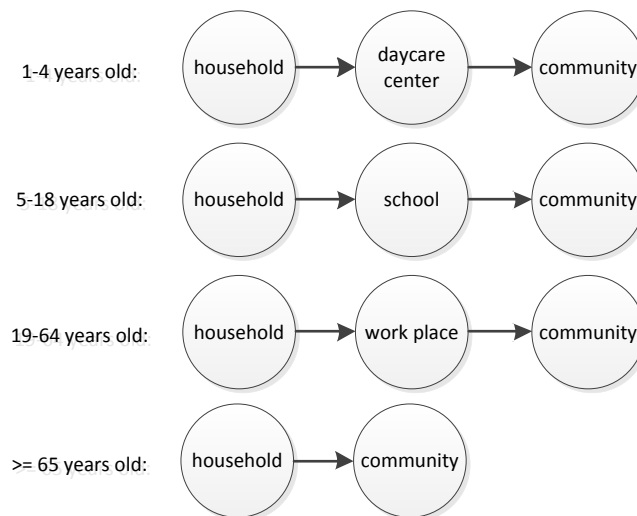 1-4 years old:
household
daycare
center
community
5-18 years old:
household
school
community
19-64 years old:
household
work place
community
>= 65 years old:
household
community